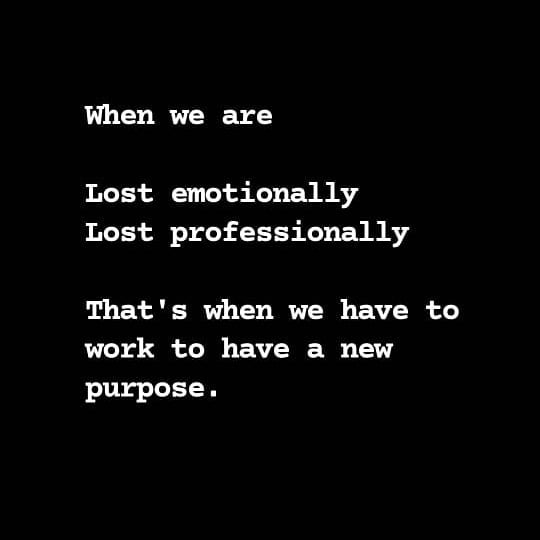 When we are
Lost emotionally
Lost professionally
That's when we have to
work to have a new
purpose.